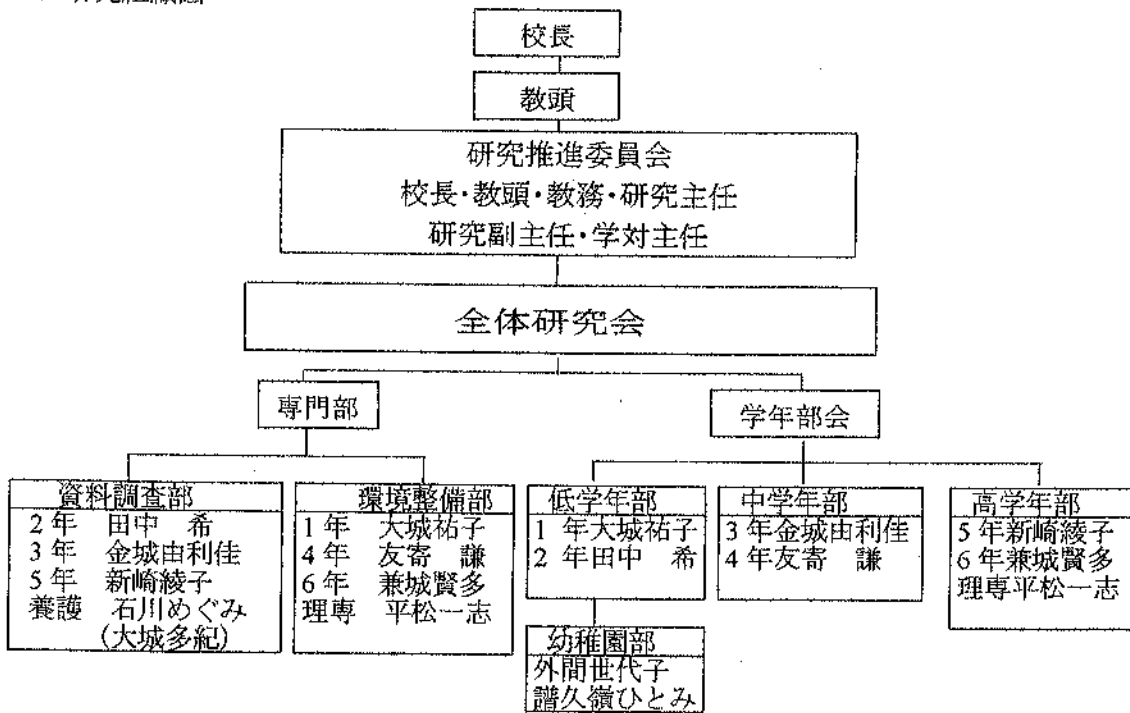 校長
教頭
研究推進委員会
校長・教頭・教務・研究主任
研究副主任・学対主任
全体研究会
専門部
学年部会
資料調査部
2年 田中 希
3年 金城由利佳
5年 新崎綾子
養護 石川めぐみ
(大城多紀)
環境整備部
1年 大城祐子
4年 友寄 謙
6年 兼城賢多
理専 平松一志
低学年部
1年大城祐子
2年田中 希
幼稚園部
外間世代子
譜久嶺ひとみ
中学年部
3年金城由利佳
4年友寄 謙
高学年部
5年新崎綾子
6年兼城賢多
理専平松一志